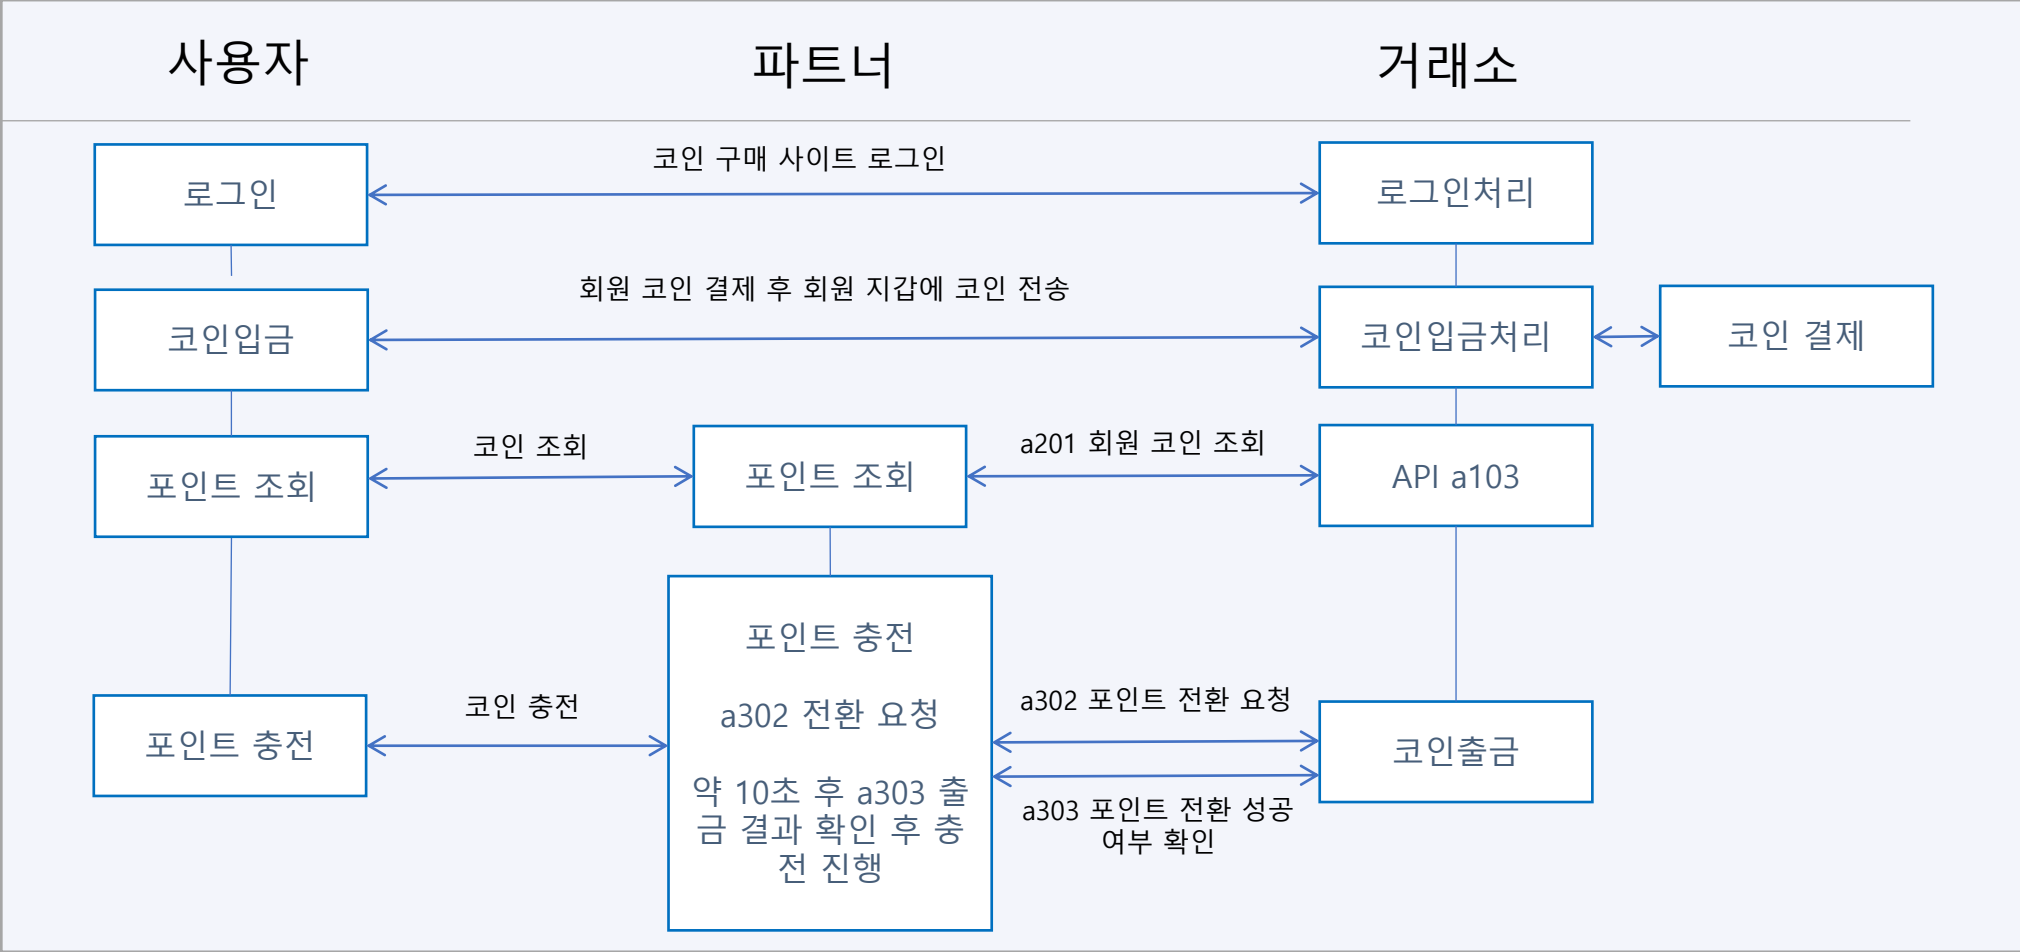 사용자
파트너
거래소
코인 구매 사이트 로그인
로그인
로그인처리
회원 코인 결제 후 회원 지갑에 코인 전송
코인입금
코인입금처리
코인 결제
코인 조회
a201 회원 코인 조회
포인트 조회
포인트 조회
API a103
포인트 충전
a302 전환 요청
약 10초 후 a303 출
금 결과 확인 후 충
전 진행
코인 충전
a302 포인트 전환 요청
포인트 충전
코인출금
a303 포인트 전환 성공
여부 확인